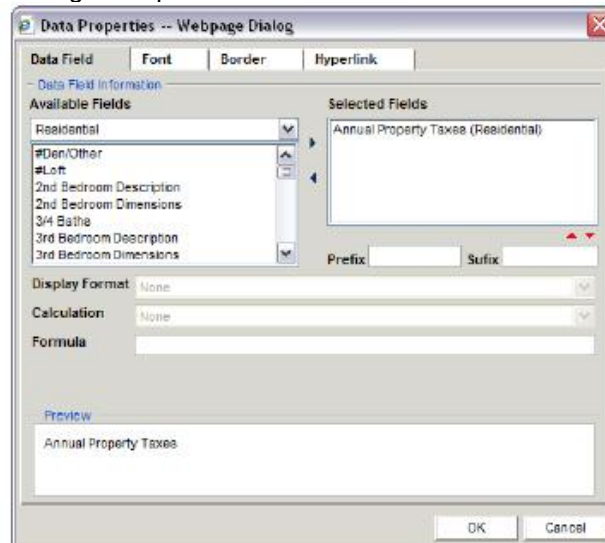 Data Properties -- Webpage Dialog
Data Field Font Border Hyperlink
Data Field Information
Available Fields Selected Fields
Residential
Annual Property Taxes (Residential)
#Den/Other
#Loft
2nd Bedroom Description
2nd Bedroom Dimensions
3/4 Baths
3rd Bedroom Description
3rd Bedroom Dimensions
Prefix Sufix
Display Format None
Calculation None
Formula
Preview
Annual Property Taxes
OK Cancel